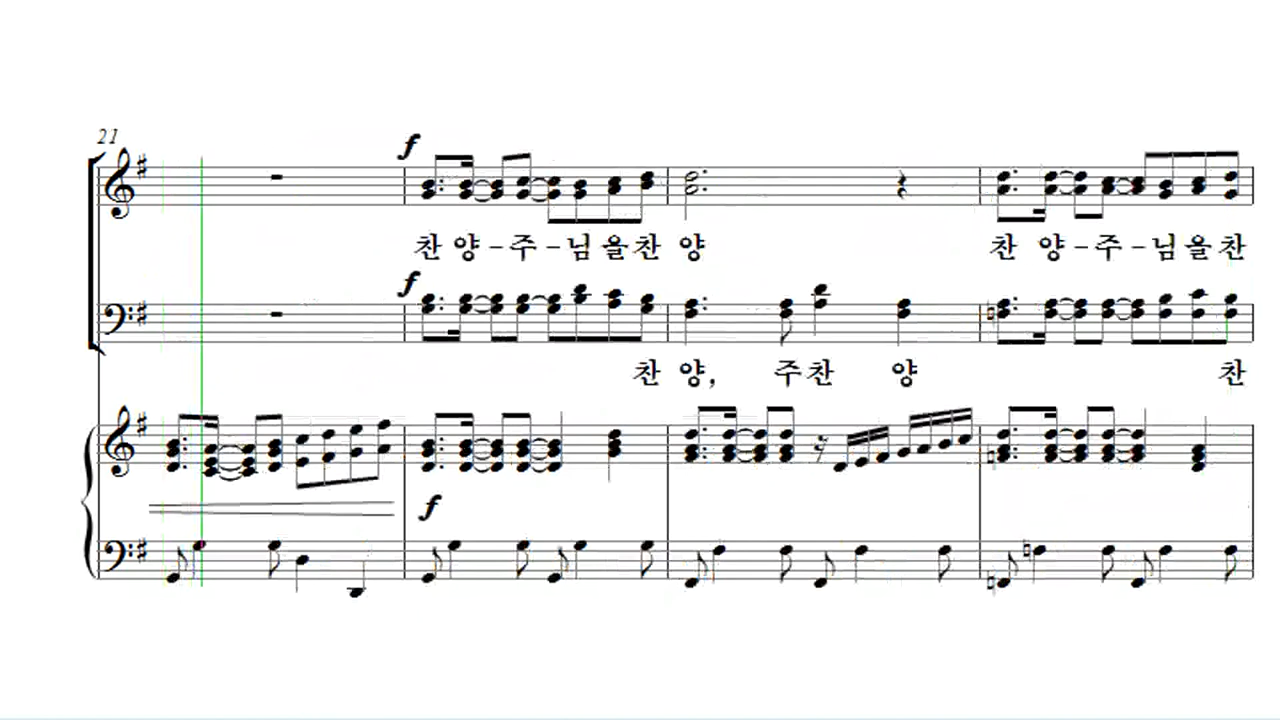 21
f
찬 양 - 주 - 님 을 찬 양 찬 양 - 주 - 님 을 찬
f
찬 양, 주 찬 양 찬
f